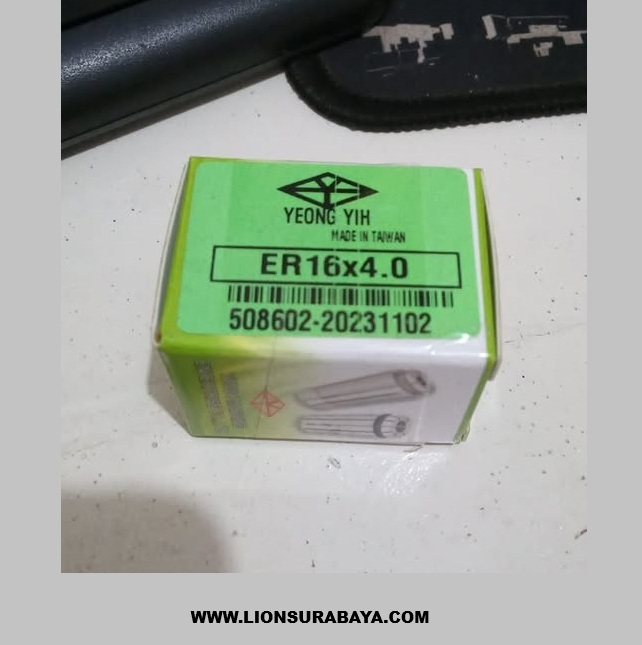 YEONG YIH
MADE IN TAIWAN
ER16x4.0
508602-20231102
WWW.LIONSURABAYA.COM